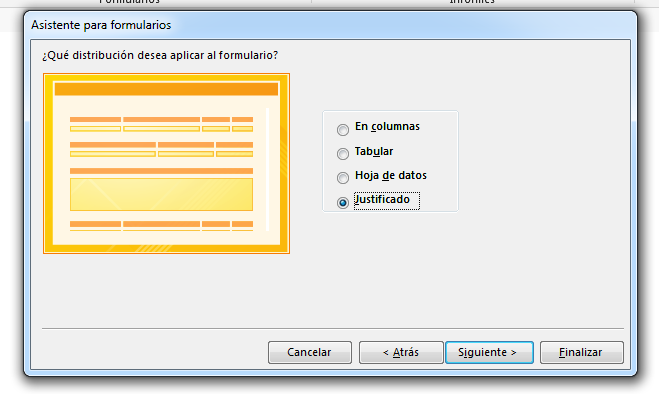 Formularios
Informes
Asistente para formularios
¿Qué distribución desea aplicar al formulario?
En columnas
Tabular
Hoja de datos
Justificado
Cancelar
< Atrás
Siguiente >
Finalizar